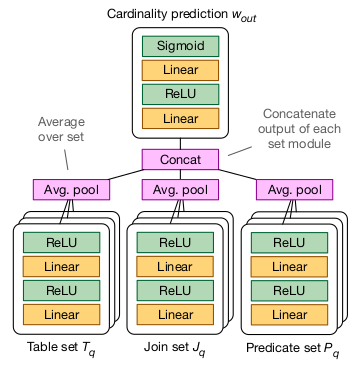 Cardinality prediction w_out
Sigmoid
Linear
ReLU
Linear
Average
over set
Concatenate
output of each
set module
Concat
Avg. pool
Avg. pool
Avg. pool
ReLU
Linear
ReLU
Linear
ReLU
Linear
ReLU
Linear
ReLU
Linear
ReLU
Linear
Table set T_q
Join set J_q
Predicate set P_q